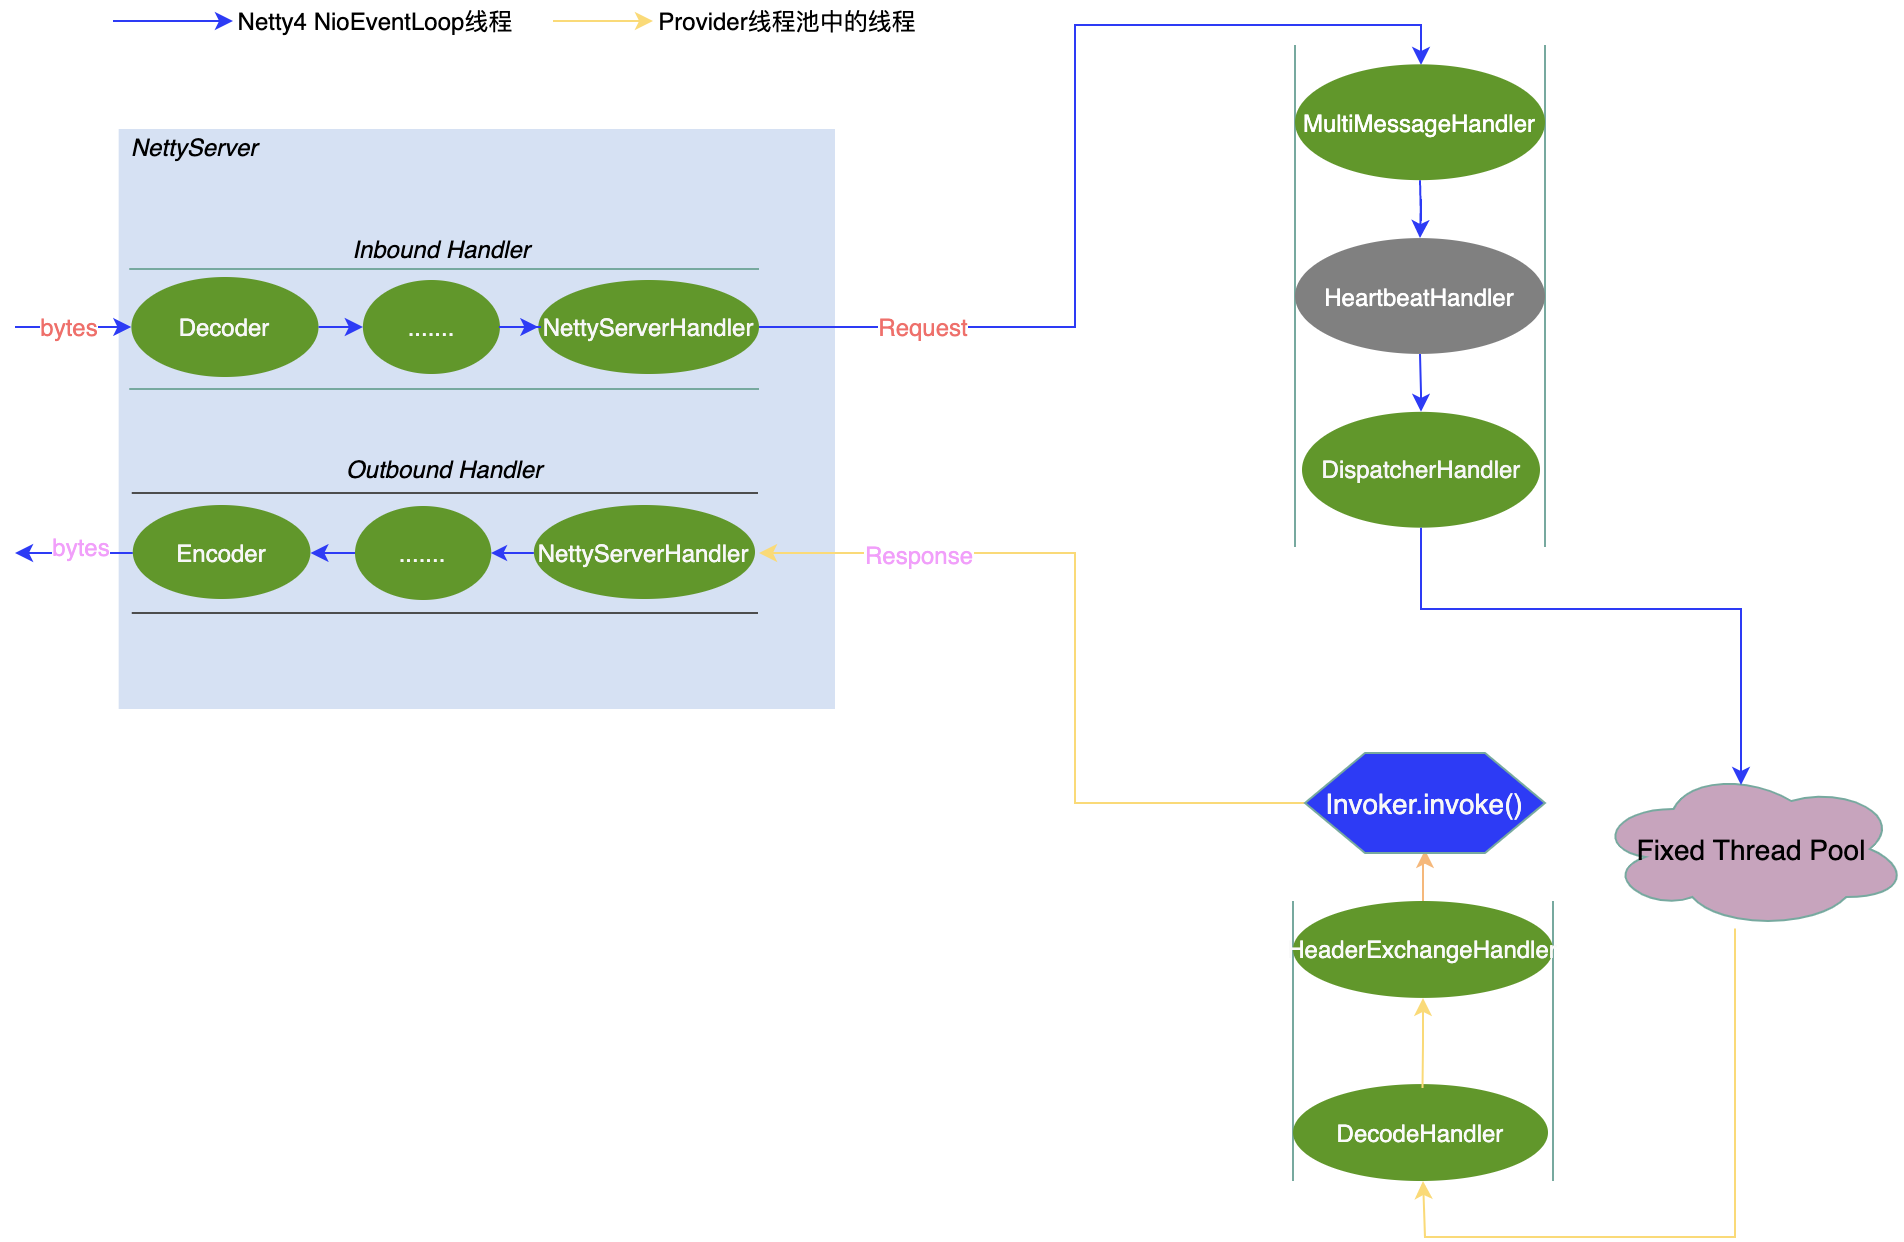 Netty4 NioEventLoop线程
Provider线程池中的线程
NettyServer
Inbound Handler
bytes
Decoder
.......
NettyServerHandler
Request
MultiMessageHandler
HeartbeatHandler
DispatcherHandler
Outbound Handler
bytes
Encoder
.......
NettyServerHandler
Response
Invoker.invoke()
Fixed Thread Pool
HeaderExchangeHandler
DecodeHandler